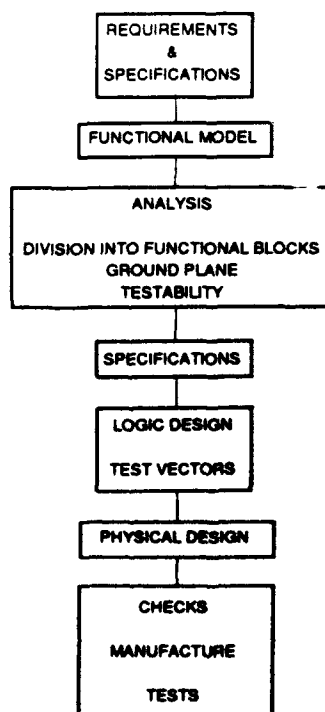 REQUIREMENTS
&
SPECIFICATIONS
FUNCTIONAL MODEL
ANALYSIS
DIVISION INTO FUNCTIONAL BLOCKS
GROUND PLANE
TESTABILITY
SPECIFICATIONS
LOGIC DESIGN
TEST VECTORS
PHYSICAL DESIGN
CHECKS
MANUFACTURE
TESTS